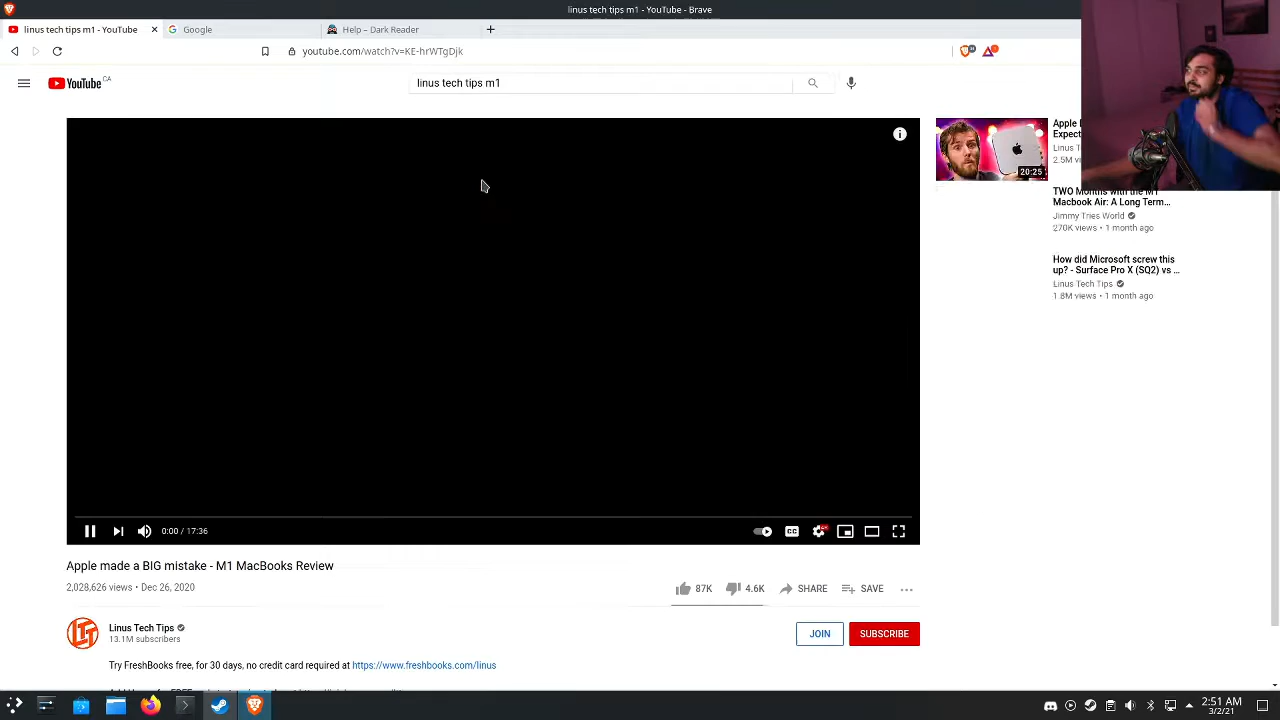 linus tech tips m1 - YouTube - Brave
linus tech tips m1 - YouTube
Google
Help – Dark Reader
youtube.com/watch?v=KE-hrWTgDjk
YouTube CA
linus tech tips m1
20:25
Apple
Expect
Linus T
2.5M vi
TWO Months with the M1
Macbook Air: A Long Term...
Jimmy Tries World
270K views • 1 month ago
How did Microsoft screw this
up? - Surface Pro X (SQ2) vs ...
Linus Tech Tips
1.8M views • 1 month ago
0:00 / 17:36
CC
Apple made a BIG mistake - M1 MacBooks Review
2,028,626 views • Dec 26, 2020
87K
4.6K
SHARE
SAVE
Linus Tech Tips
13.1M subscribers
JOIN
SUBSCRIBE
Try FreshBooks free, for 30 days, no credit card required at https://www.freshbooks.com/linus
2:51 AM
3/2/21